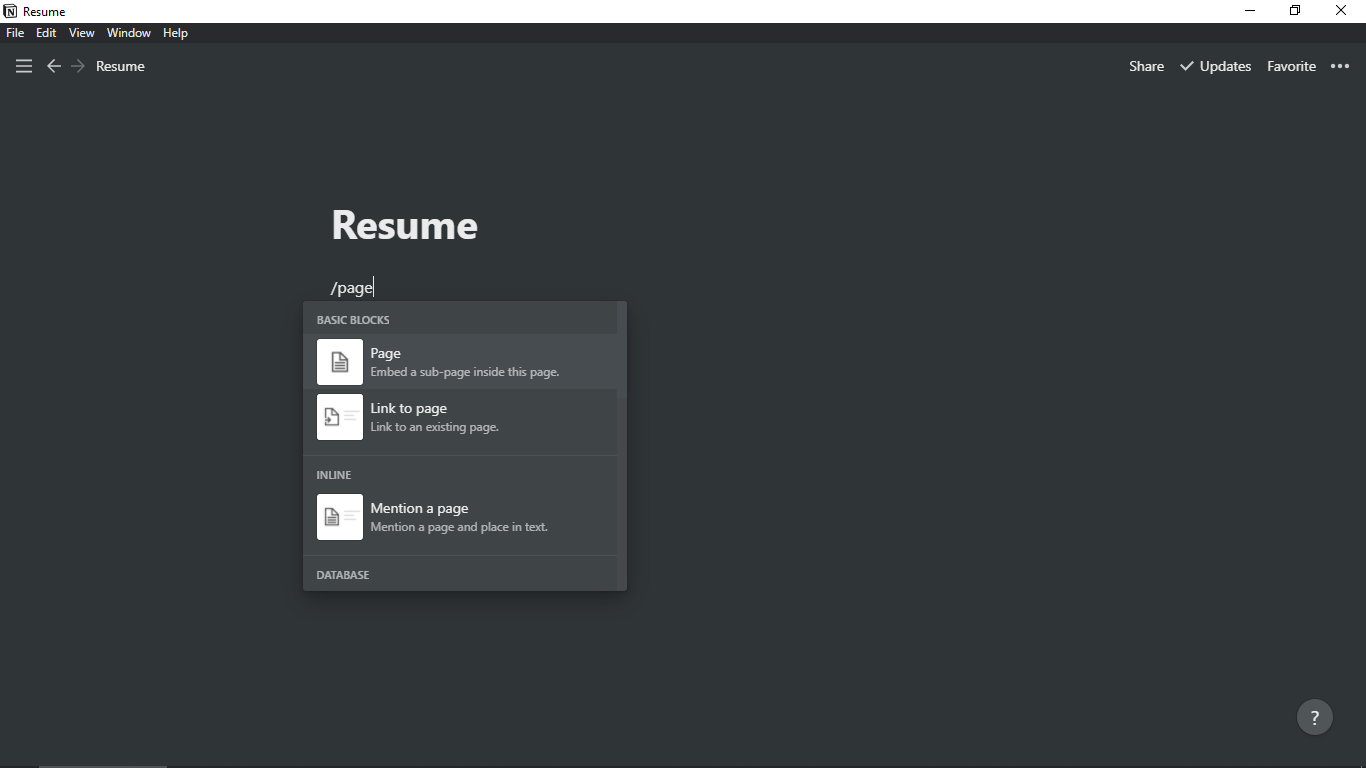 Resume
File Edit View Window Help
Resume
Share Updates Favorite
Resume
/page
BASIC BLOCKS
Page
Embed a sub-page inside this page.
Link to page
Link to an existing page.
INLINE
Mention a page
Mention a page and place in text.
DATABASE
?